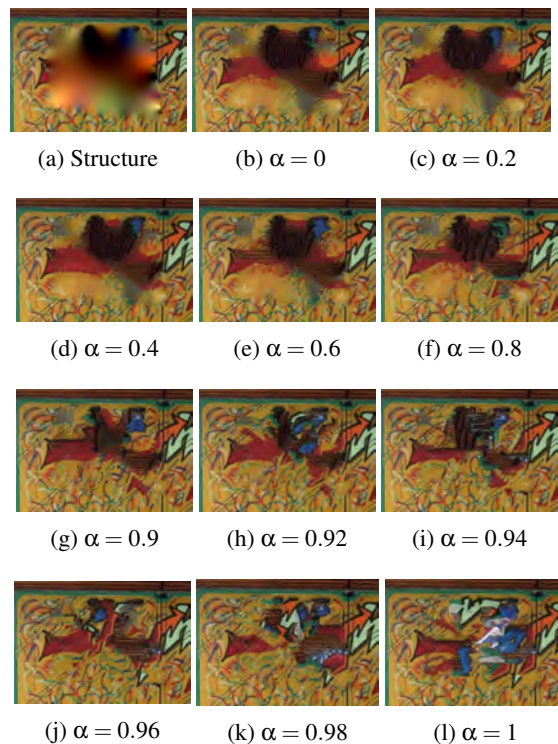 (a) Structure (b) α = 0 (c) α = 0.2
(d) α = 0.4 (e) α = 0.6 (f) α = 0.8
(g) α = 0.9 (h) α = 0.92 (i) α = 0.94
(j) α = 0.96 (k) α = 0.98 (l) α = 1